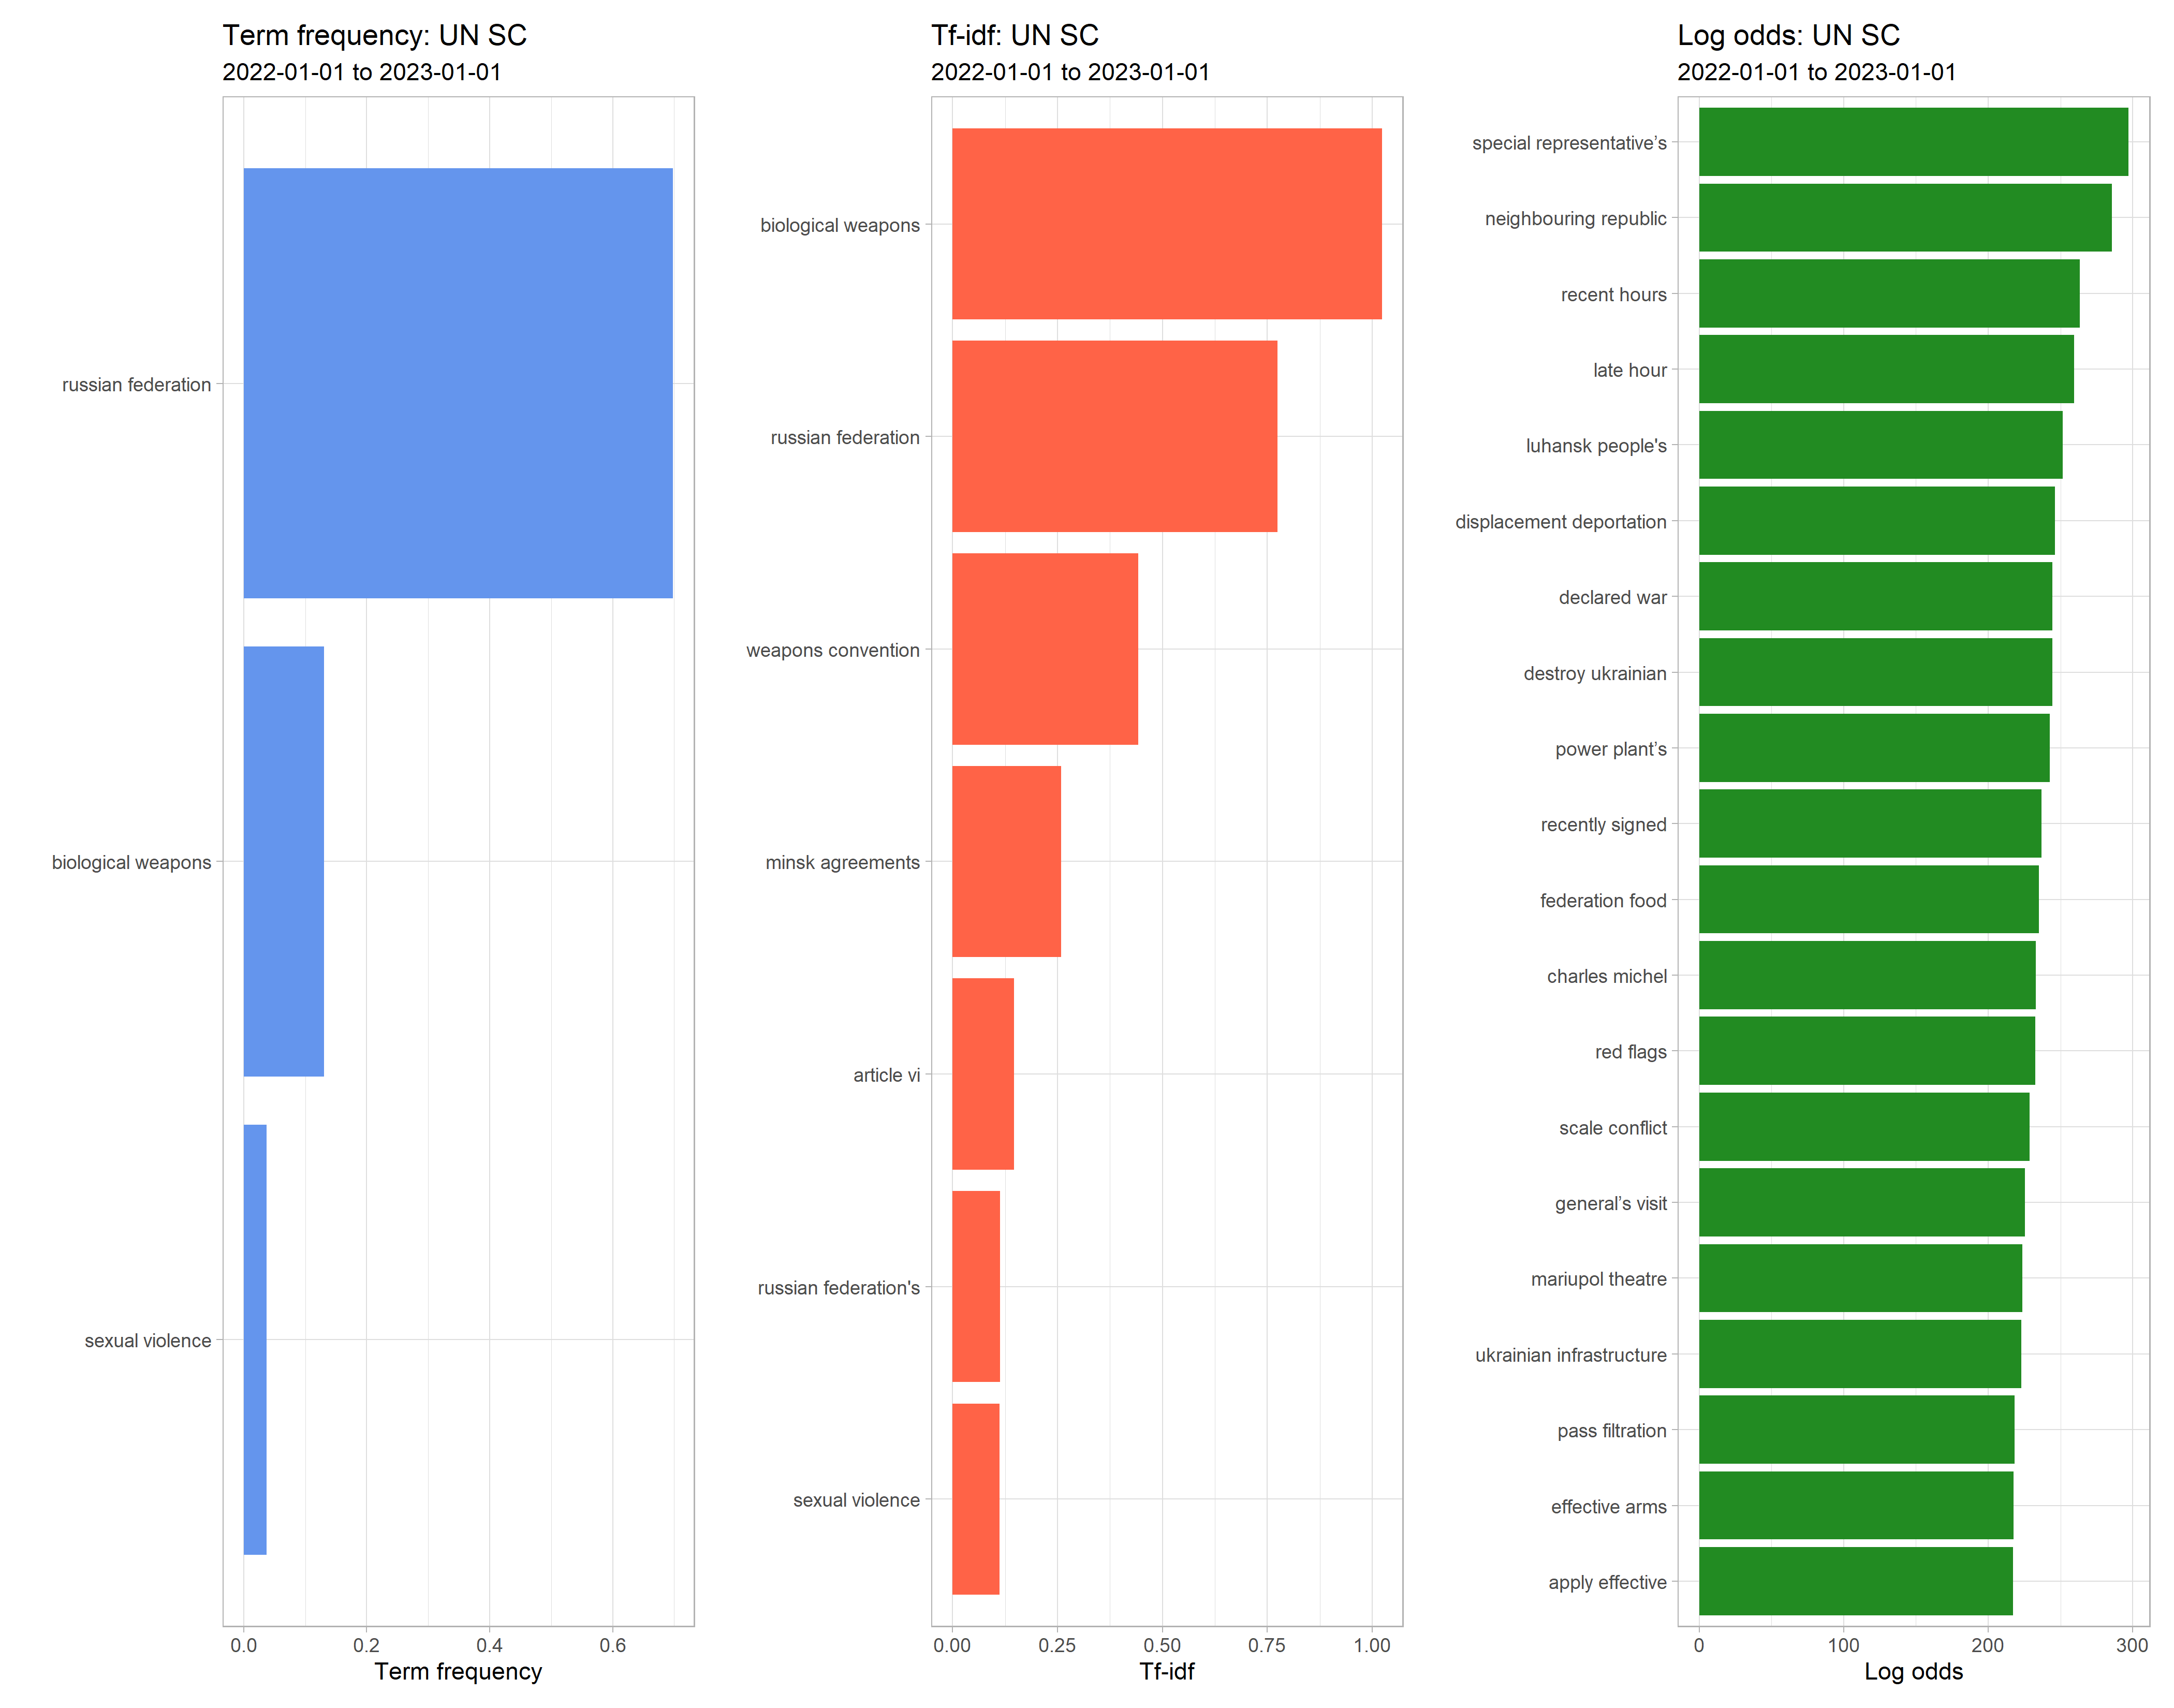 Term frequency: UN SC
2022-01-01 to 2023-01-01
russian federation
biological weapons
sexual violence
0.0
0.2
0.4
0.6
Term frequency
Tf-idf: UN SC
2022-01-01 to 2023-01-01
biological weapons
russian federation
weapons convention
minsk agreements
article vi
russian federation's
sexual violence
0.00
0.25
0.50
0.75
1.00
Tf-idf
Log odds: UN SC
2022-01-01 to 2023-01-01
special representative’s
neighbouring republic
recent hours
late hour
luhansk people's
displacement deportation
declared war
destroy ukrainian
power plant’s
recently signed
federation food
charles michel
red flags
scale conflict
general’s visit
mariupol theatre
ukrainian infrastructure
pass filtration
effective arms
apply effective
0
100
200
300
Log odds